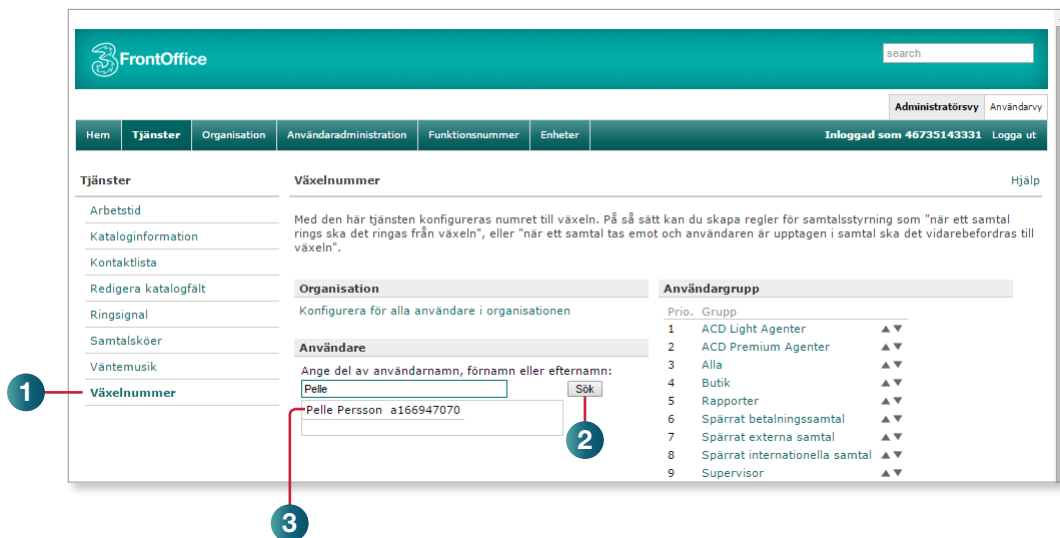 3 FrontOffice
search
Administratörsvy Användarvy
Hem Tjänster Organisation Användaradministration Funktionsnummer Enheter Inloggad som 46735143331 Logga ut
Tjänster
Arbetstid
Kataloginformation
Kontaktlista
Redigera katalogfält
Ringsignal
Samtalsköer
Väntemusik
Växelnummer
1
Växelnummer
Hjälp
Med den här tjänsten konfigureras numret till växeln. På så sätt kan du skapa regler för samtalsstyrning som "när ett samtal
rings ska det ringas från växeln", eller "när ett samtal tas emot och användaren är upptagen i samtal ska det vidarebefordras till
växeln".
Organisation
Konfigurera för alla användare i organisationen
Användare
Ange del av användarnamn, förnamn eller efternamn:
Pelle Sök
Pelle Persson a166947070
2
3
Användargrupp
Prio. Grupp
1 ACD Light Agenter ▲▼
2 ACD Premium Agenter ▲▼
3 Alla ▲▼
4 Butik ▲▼
5 Rapporter ▲▼
6 Spärrat betalningssamtal ▲▼
7 Spärrat externa samtal ▲▼
8 Spärrat internationella samtal ▲▼
9 Supervisor ▲▼